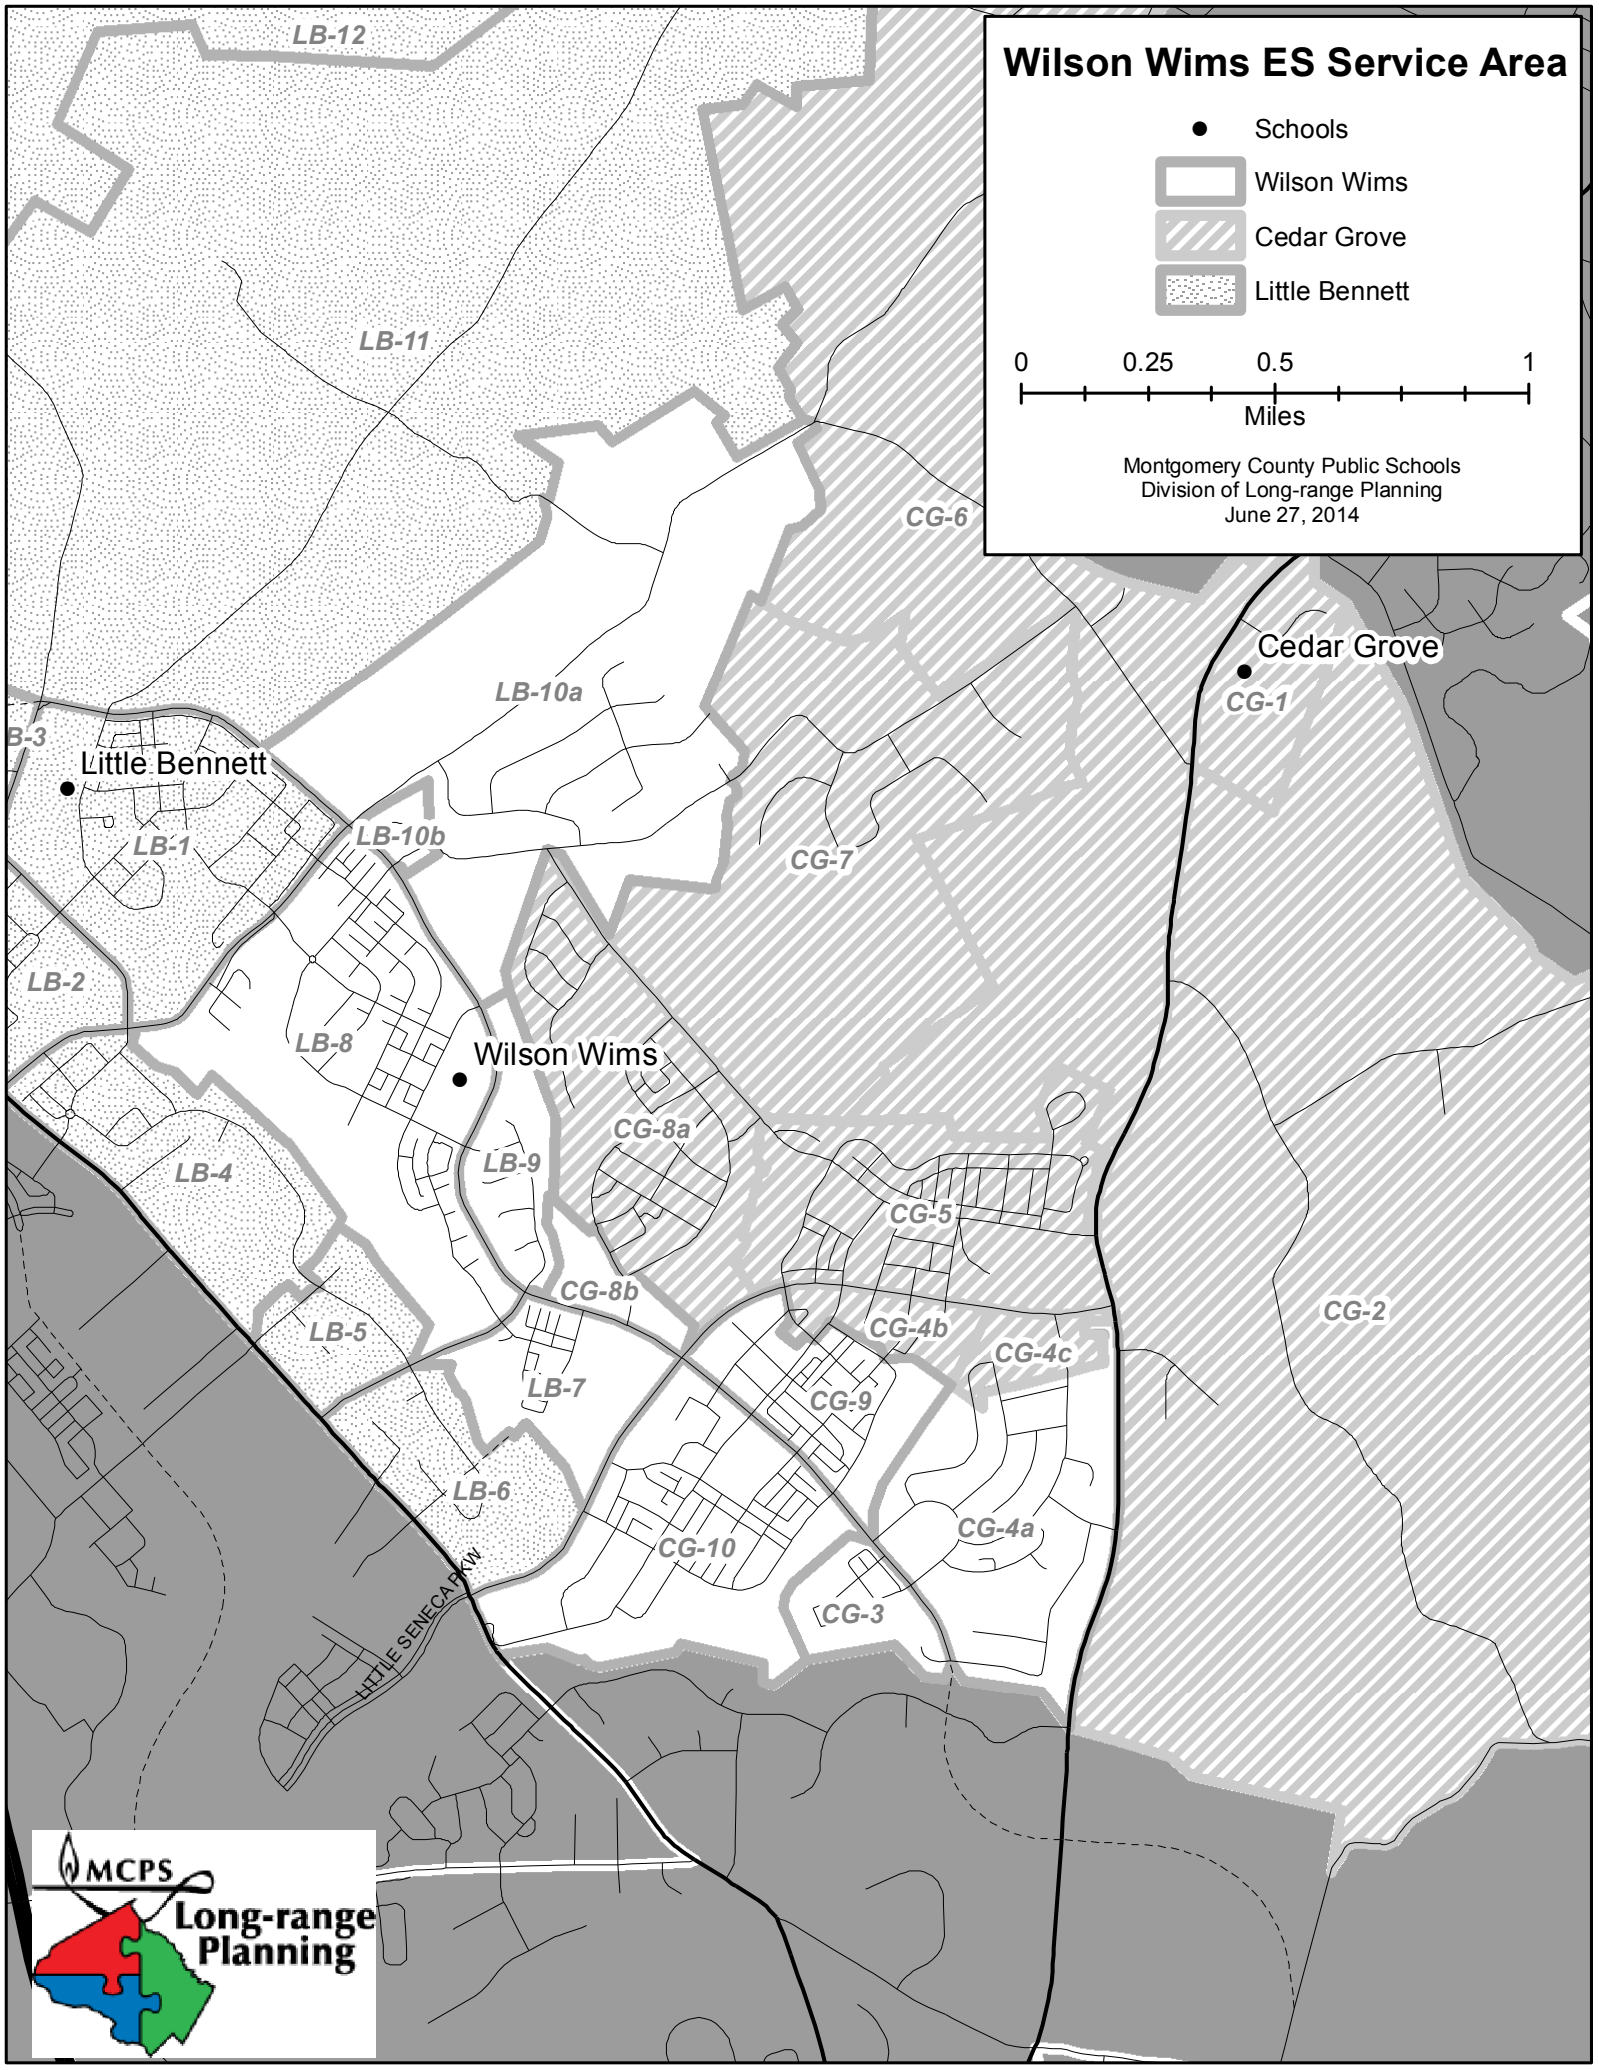 LB-12
Wilson Wims ES Service Area
Schools
Wilson Wims
Cedar Grove
Little Bennett
0 0.25 0.5 1
Miles
Montgomery County Public Schools
Division of Long-range Planning
June 27, 2014
LB-11
CG-6
Cedar Grove
CG-1
LB-10a
B-3
Little Bennett
LB-1
LB-10b
CG-7
LB-2
LB-8
Wilson Wims
CG-8a
LB-9
LB-4
CG-5
CG-8b
CG-2
LB-5
CG-4b
CG-4c
LB-7
CG-9
LB-6
CG-4a
CG-10
CG-3
LITTLE SENECA PKW
MCPS
Long-range
Planning